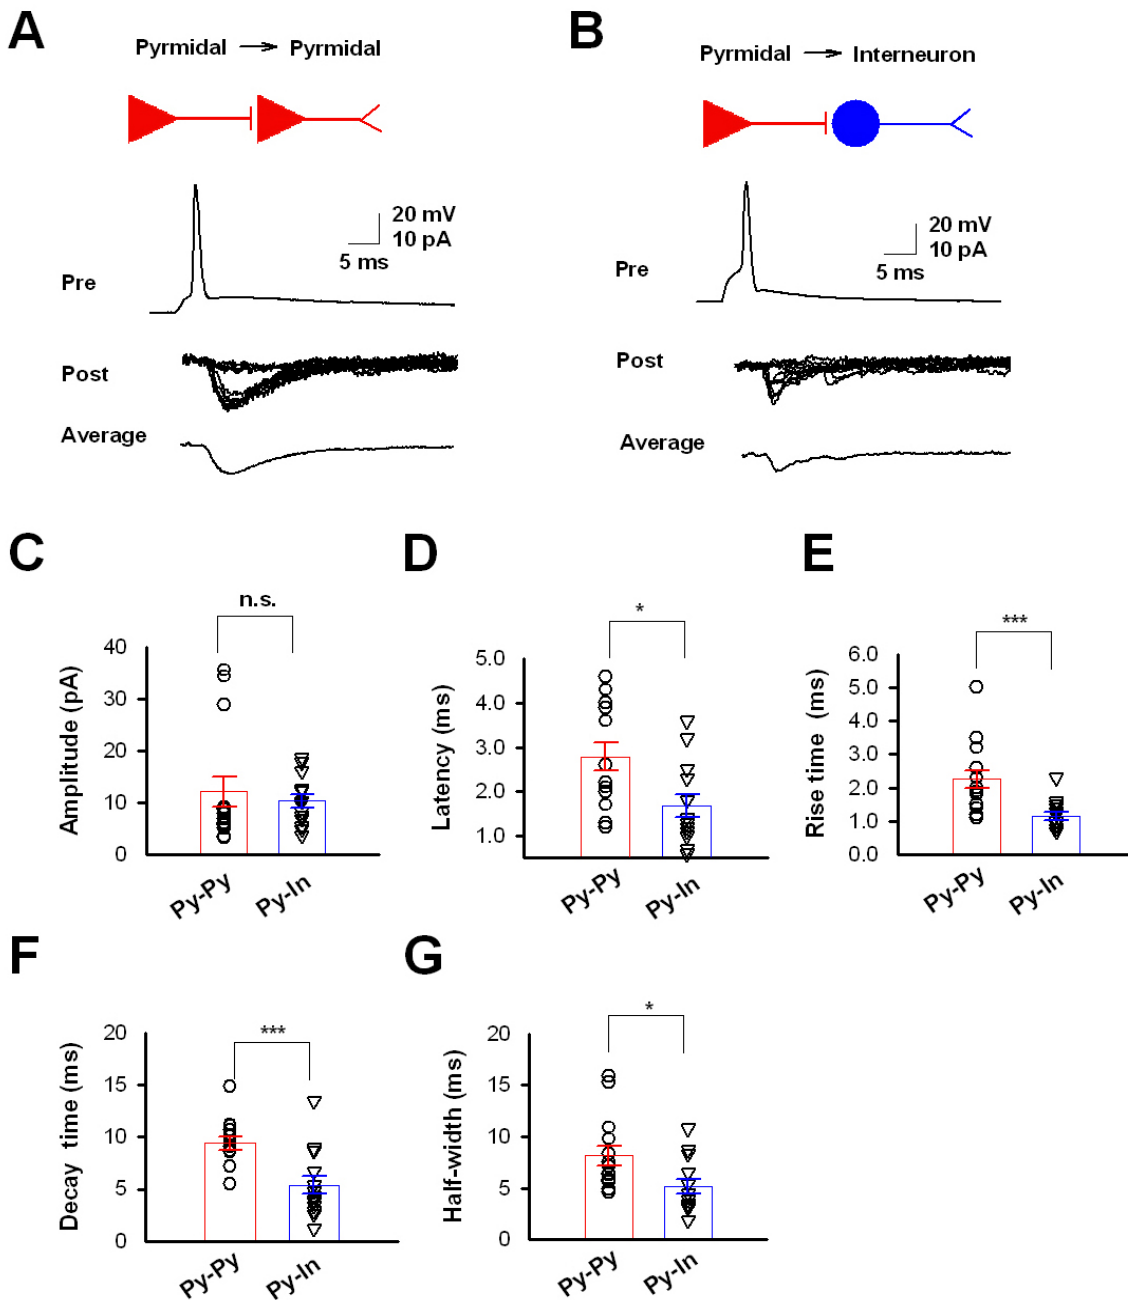 A
Pyrmidal → Pyrmidal
20 mV
10 pA
5 ms
Pre
Post
Average
B
Pyrmidal → Interneuron
20 mV
10 pA
5 ms
Pre
Post
Average
C
n.s.
Amplitude (pA)
40
30
20
10
0
Py-Py
Py-In
D
*
Latency (ms)
5.0
4.0
3.0
2.0
1.0
Py-Py
Py-In
E
***
Rise time (ms)
6.0
5.0
4.0
3.0
2.0
1.0
0.0
Py-Py
Py-In
F
***
Decay time (ms)
20
15
10
5
0
Py-Py
Py-In
G
*
Half-width (ms)
20
15
10
5
0
Py-Py
Py-In